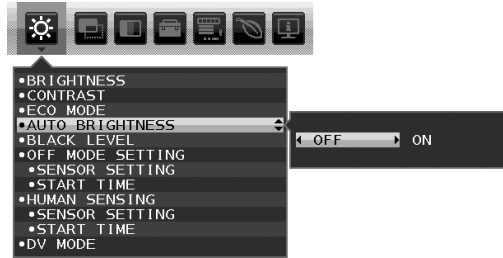 •BRIGHTNESS
•CONTRAST
•ECO MODE
•AUTO BRIGHTNESS
OFF ON
•BLACK LEVEL
•OFF MODE SETTING
•SENSOR SETTING
•START TIME
•HUMAN SENSING
•SENSOR SETTING
•START TIME
•DV MODE